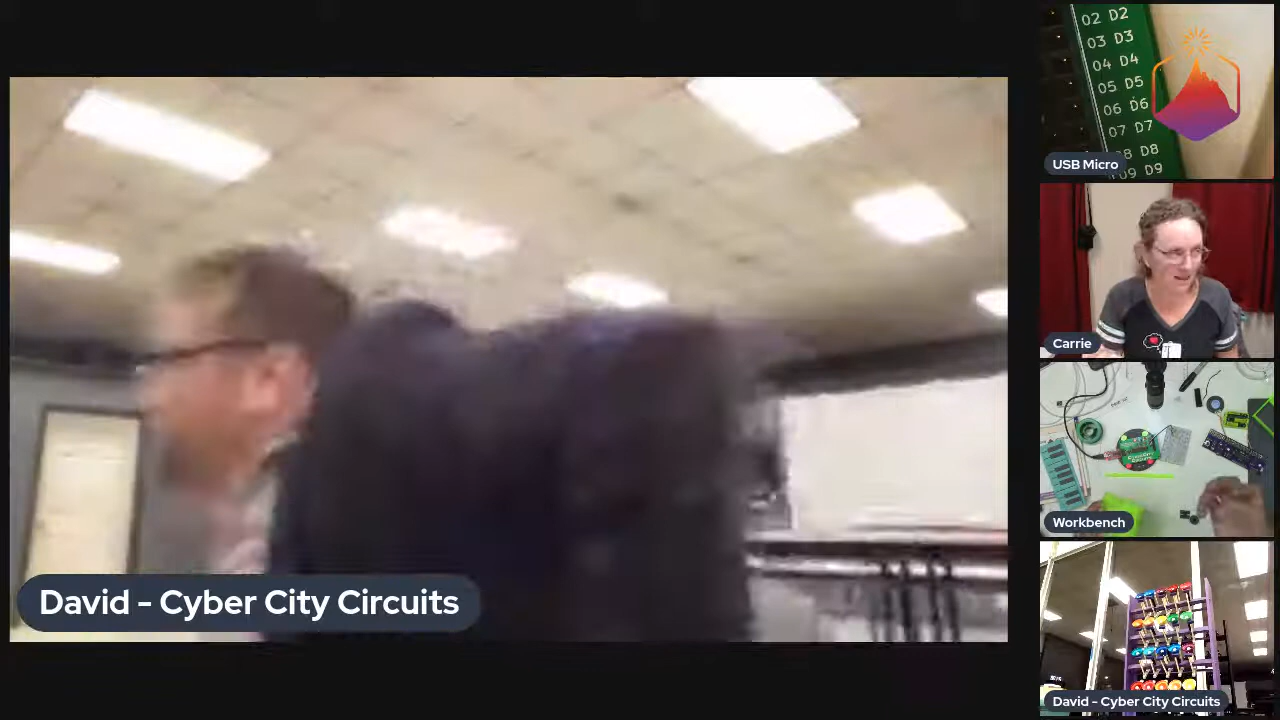 David - Cyber City Circuits
02 D2
03 D3
04 D4
05 D5
06 D6
07 D7
8 D8
09 D9
USB Micro
Carrie
Workbench
David - Cyber City Circuits